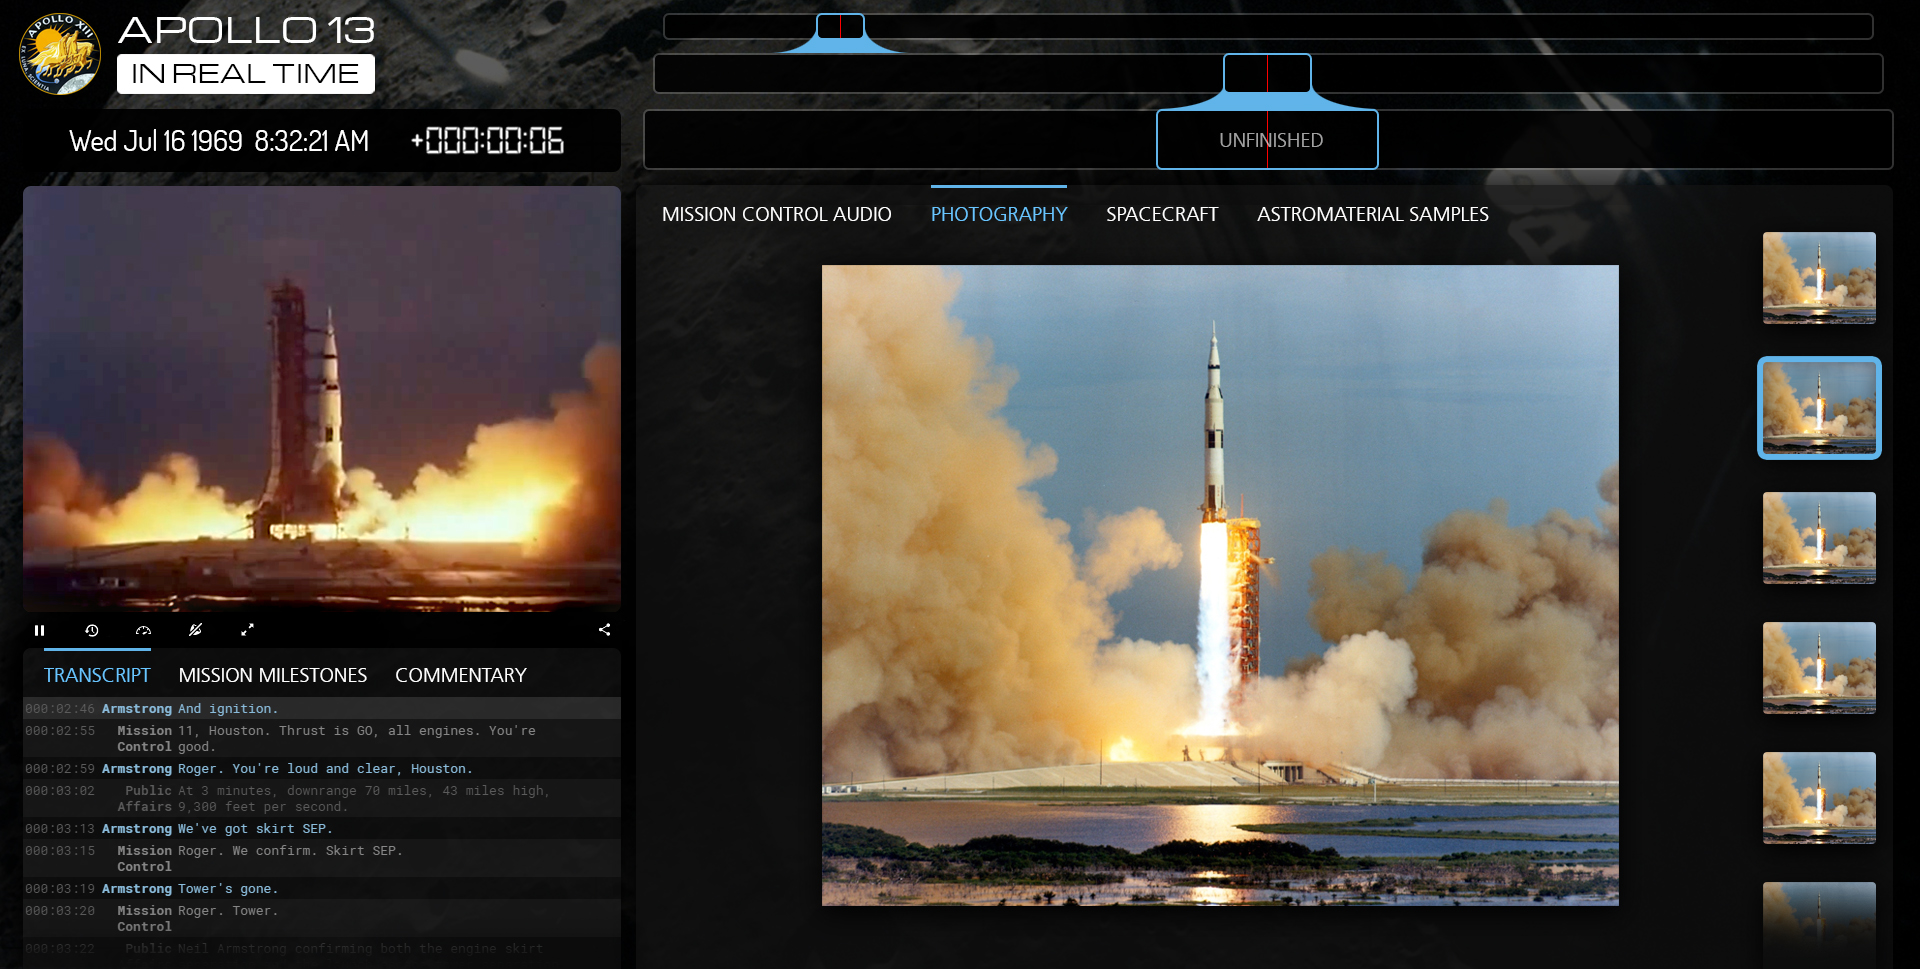 APOLLO XIII
APOLLO 13
IN REAL TIME
Wed Jul 16 1969 8:32:21 AM +000:00:06
UNFINISHED
MISSION CONTROL AUDIO PHOTOGRAPHY SPACECRAFT ASTROMATERIAL SAMPLES
TRANSCRIPT MISSION MILESTONES COMMENTARY
000:02:46 Armstrong And ignition.
000:02:55 Mission 11, Houston. Thrust is GO, all engines. You're
Control good.
000:02:59 Armstrong Roger. You're loud and clear, Houston.
000:03:02 Public At 3 minutes, downrange 70 miles, 43 miles high,
Affairs 9,300 feet per second.
000:03:13 Armstrong We've got skirt SEP.
000:03:15 Mission Roger. We confirm. Skirt SEP.
Control
000:03:19 Armstrong Tower's gone.
000:03:20 Mission Roger. Tower.
Control
000:03:22 Public Neil Armstrong confirming both the engine skirt